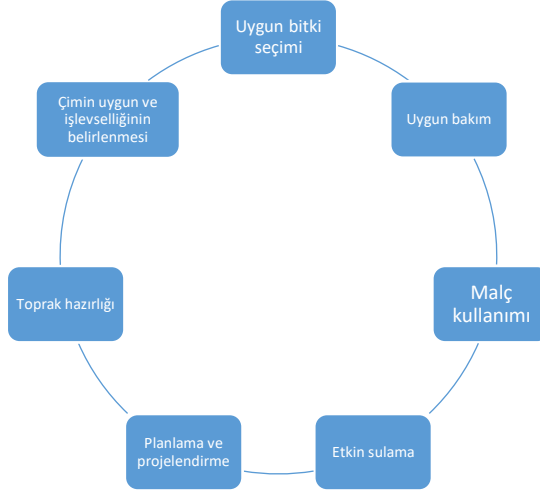 Uygun bitki
seçimi
Uygun bakım
Malç
kullanımı
Etkin sulama
Planlama ve
projelendirme
Toprak hazırlığı
Çimin uygun ve
işlevselliğinin
belirlenmesi